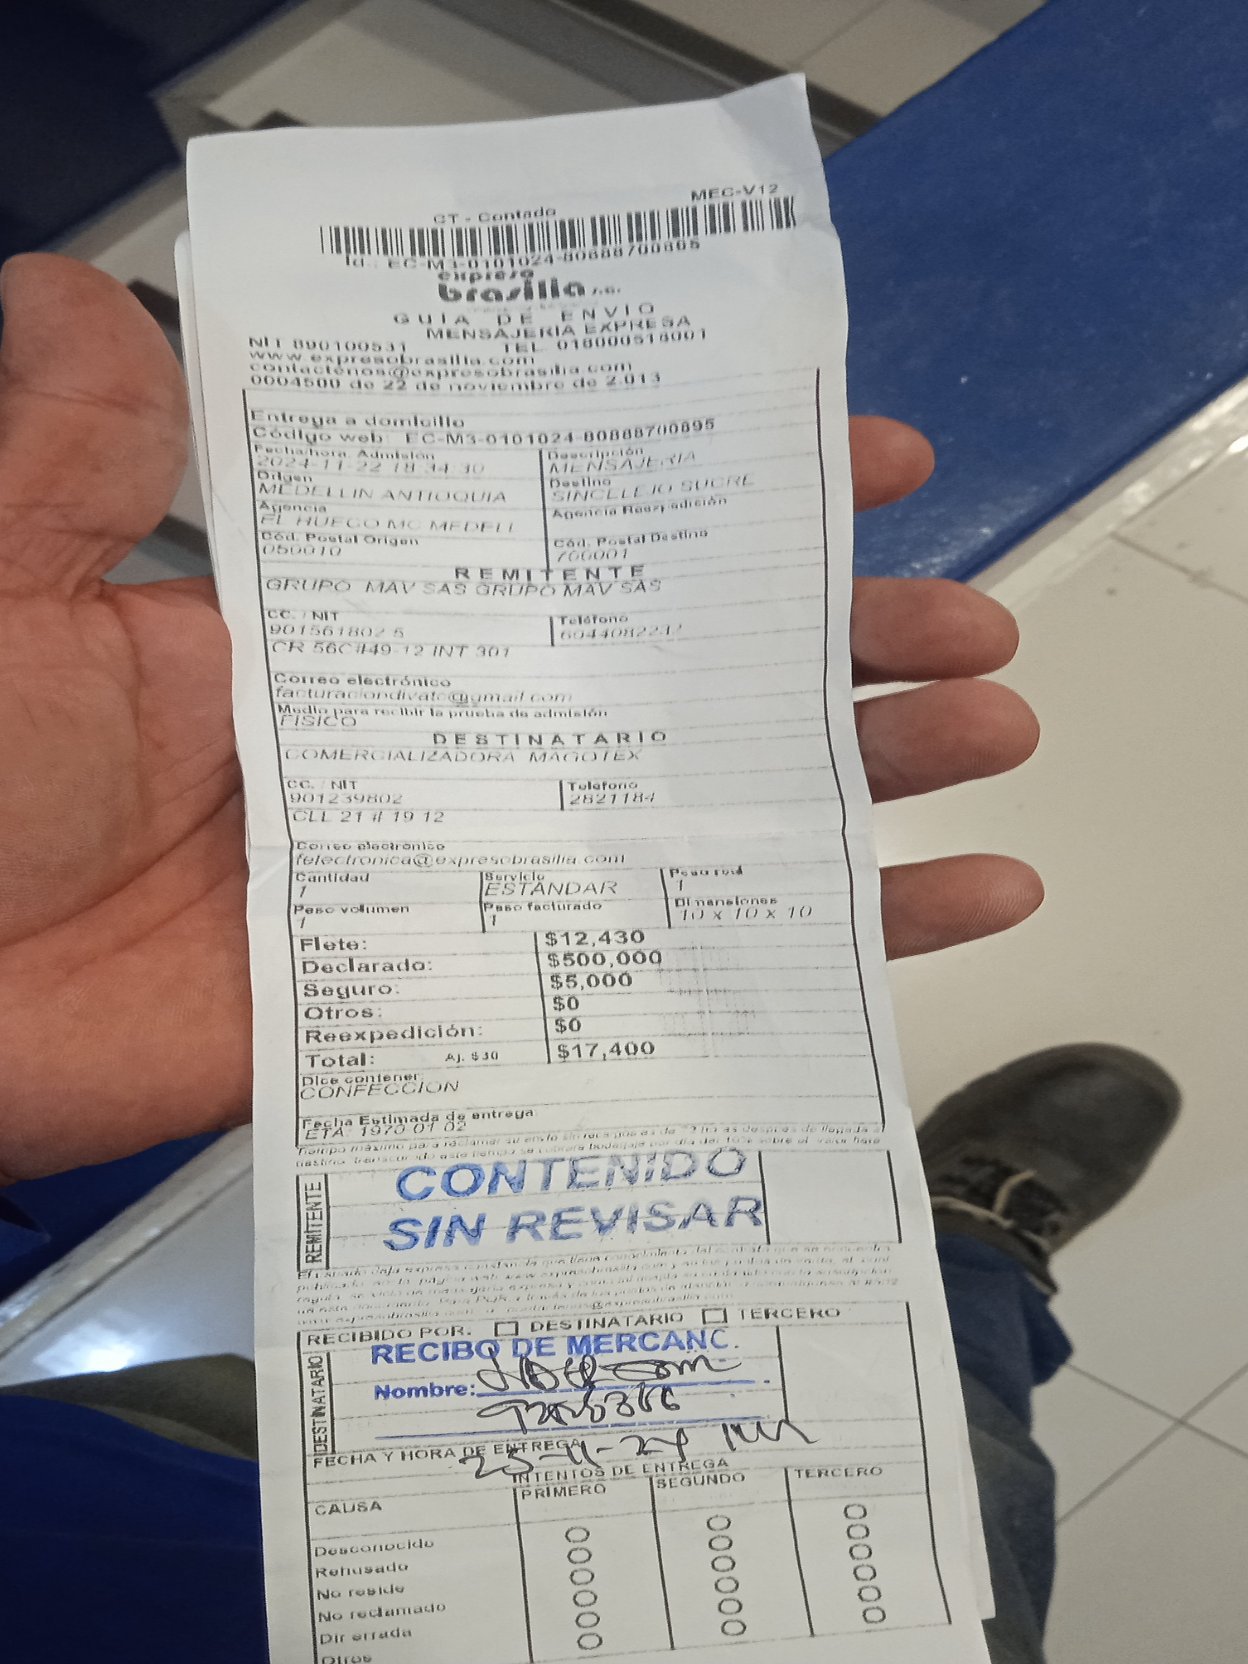 CT - Contado
MEC-V12
Id.: EC-M3-0101024-80888700895
expreso
brasilia s.a.
GUIA DE ENVIO
MENSAJERIA EXPRESA
NIT 890100531 TEL. 018000514001
www.expresobrasilia.com
contactenos@expresobrasilia.com
0004500 de 22 de noviembre de 2.013
Entrega a domicilio
Código web: EC-M3-0101024-80888700895
Fecha/hora. Admisión Descripción
2024-11-22 18:34:30 MENSAJERIA
Origen Destino
MEDELLIN ANTIOQUIA SINCELEJO SUCRE
Agencia Agencia Reexpedición
EL HUECO MC MEDELL
Cód. Postal Origen Cód. Postal Destino
050010 700001
REMITENTE
GRUPO MAV SAS GRUPO MAV SAS
CC. / NIT Teléfono
901561802 5
CR 56C #49-12 INT 301
Correo electrónico
facturaciondivato@gmail.com
Medio para recibir la prueba de admisión
FISICO
DESTINATARIO
COMERCIALIZADORA MAGOTEX
CC. / NIT Teléfono
901239802 2821184
CLL 21 # 19 12
Correo electrónico
felectronica@expresobrasilia.com
Cantidad Servicio Peso real
1 ESTANDAR 1
Peso volumen Peso facturado Dimensiones
1 1 10 x 10 x 10
Flete: $12,430
Declarado: $500,000
Seguro: $5,000
Otros: $0
Reexpedición: $0
Total: Aj. $-30 $17,400
Dice contener:
CONFECCION
Fecha Estimada de entrega:
ETA: 1970 01 02
REMITENTE
CONTENIDO
SIN REVISAR
RECIBIDO POR: DESTINATARIO TERCERO
DESTINATARIO
RECIBO DE MERCANC.
Nombre:
FECHA Y HORA DE ENTREGA
25-11-24
INTENTOS DE ENTREGA
CAUSA PRIMERO SEGUNDO TERCERO
Desconocido
Rehusado
No reside
No reclamado
Dir errada
Otros